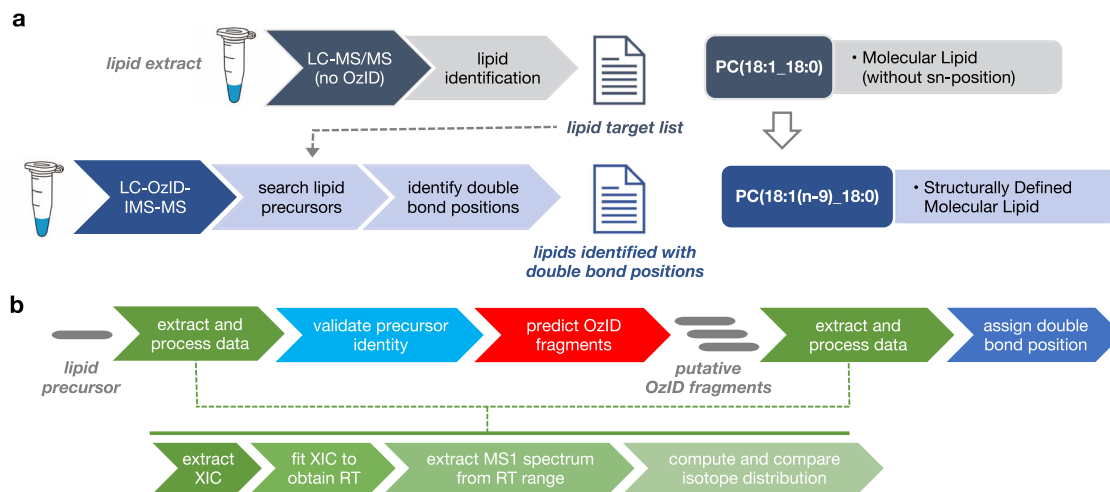 a
lipid extract
LC-MS/MS
(no OzID)
lipid
identification
lipid target list
PC(18:1_18:0)
• Molecular Lipid
(without sn-position)
LC-OzID-
IMS-MS
search lipid
precursors
identify double
bond positions
lipids identified with
double bond positions
PC(18:1(n-9)_18:0)
• Structurally Defined
Molecular Lipid
b
lipid
precursor
extract and
process data
validate precursor
identity
predict OzID
fragments
putative
OzID fragments
extract and
process data
assign double
bond position
extract
XIC
fit XIC to
obtain RT
extract MS1 spectrum
from RT range
compute and compare
isotope distribution